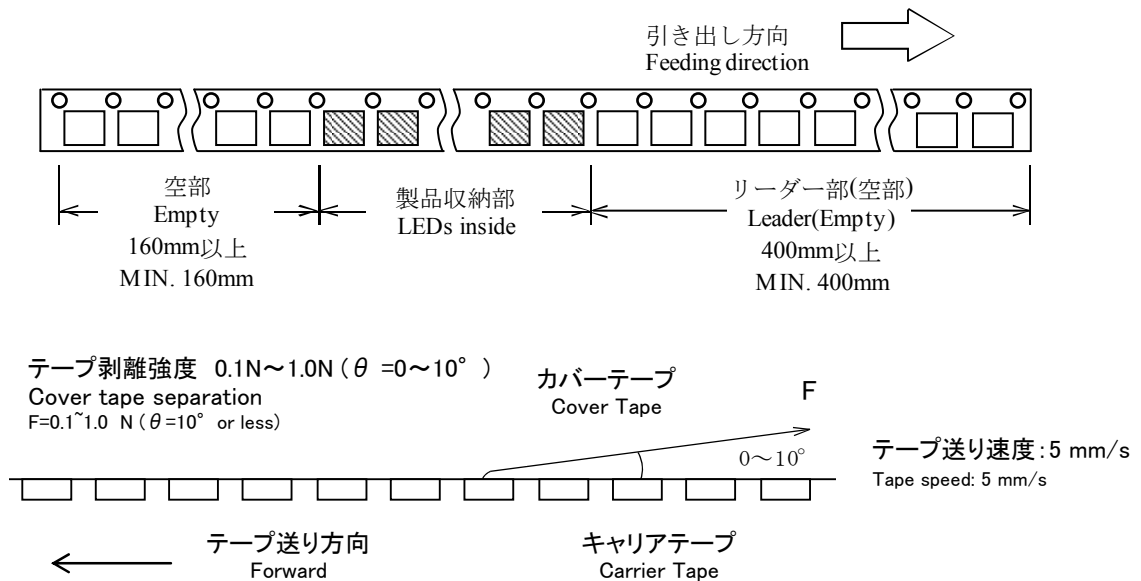 引き出し方向
Feeding direction
空部
Empty
160mm以上
MIN. 160mm
製品収納部
LEDs inside
リーダー部(空部)
Leader(Empty)
400mm以上
MIN. 400mm
テープ剥離強度 0.1N～1.0N(θ =0～10°)
Cover tape separation
F=0.1~1.0 N(θ=10° or less)
カバーテープ
Cover Tape
F
0～10°
テープ送り速度:5 mm/s
Tape speed: 5 mm/s
テープ送り方向
Forward
キャリアテープ
Carrier Tape